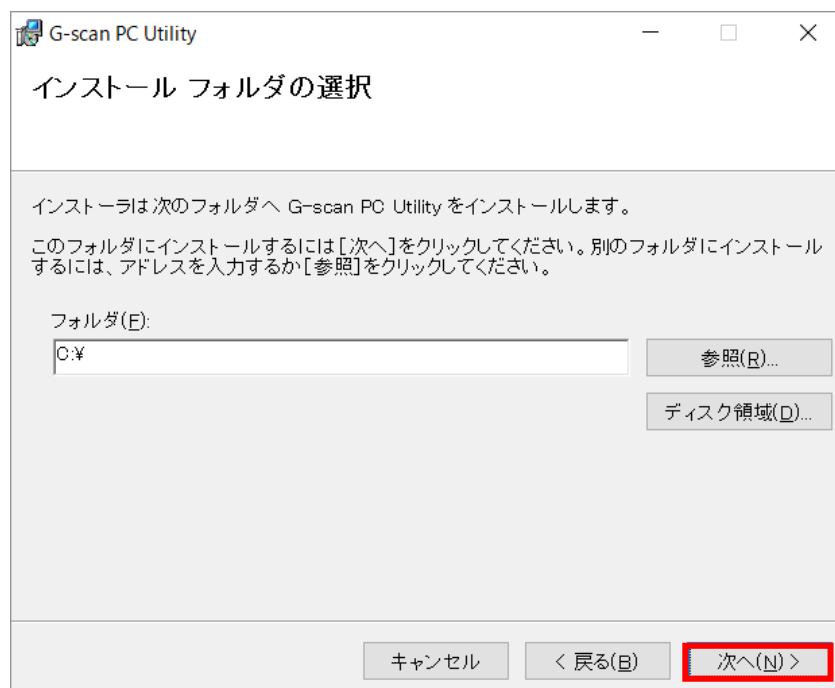 G-scan PC Utility
インストール フォルダの選択
インストーラは次のフォルダへ G-scan PC Utility をインストールします。
このフォルダにインストールするには[次へ]をクリックしてください。別のフォルダにインストール
するには、アドレスを入力するか[参照]をクリックしてください。
フォルダ(F):
C:¥
参照(R)...
ディスク領域(D)...
キャンセル
< 戻る(B)
次へ(N) >